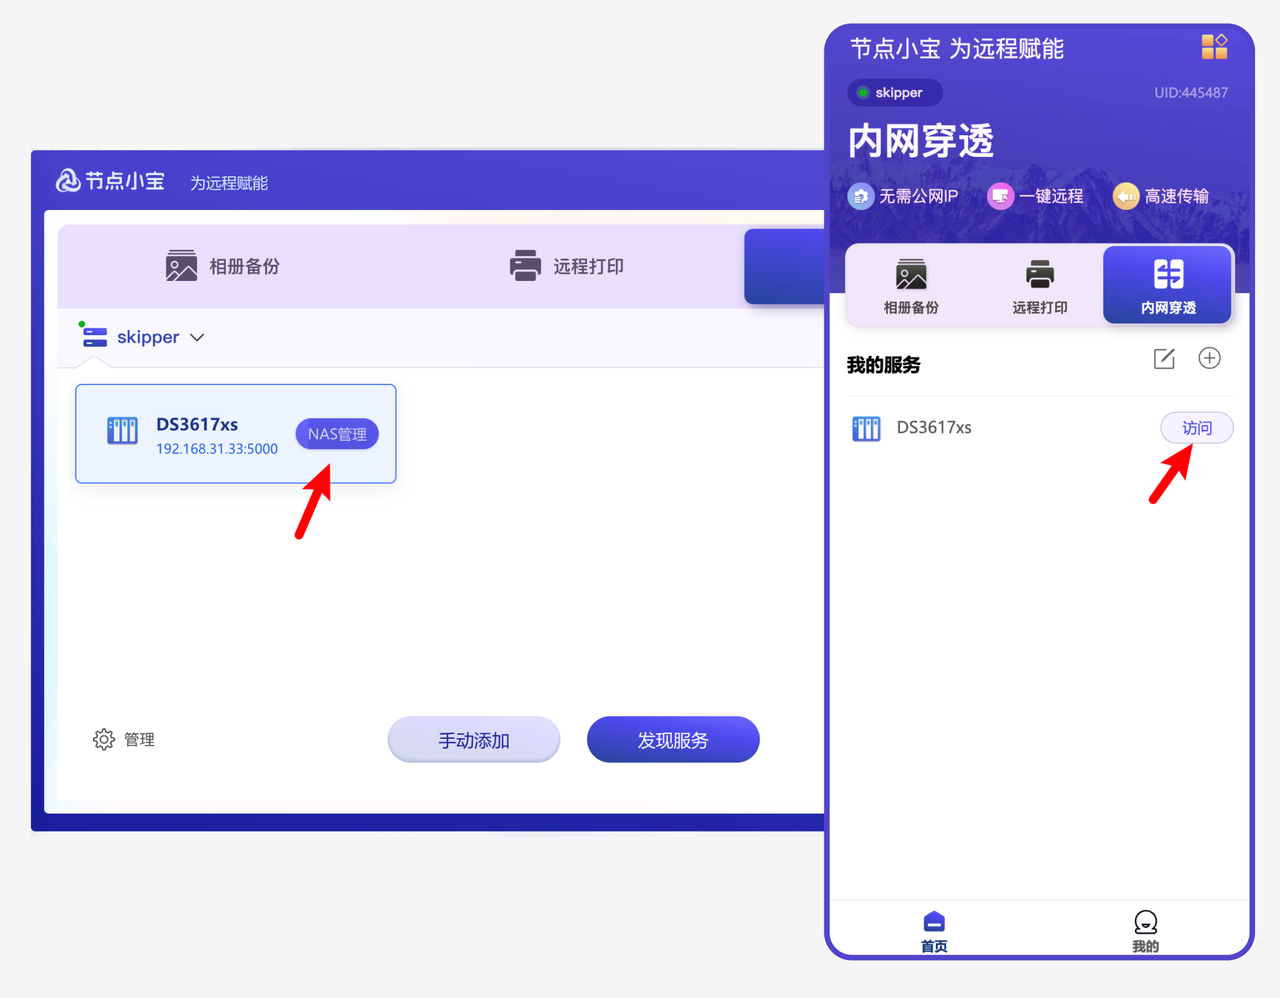 节点小宝 为远程赋能
相册备份
远程打印
skipper
DS3617xs
192.168.31.33:5000
NAS管理
管理
手动添加
发现服务
节点小宝 为远程赋能
skipper
UID:445487
内网穿透
无需公网IP
一键远程
高速传输
相册备份
远程打印
内网穿透
我的服务
DS3617xs
访问
首页
我的